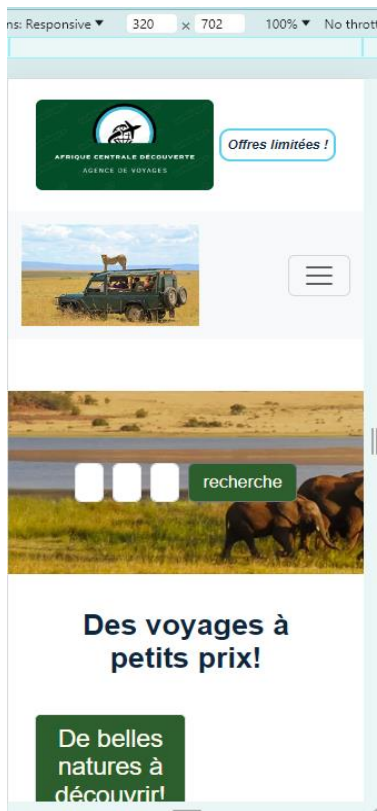 ns: Responsive ▼ 320 × 702 100% ▼ No thrott
AFRIQUE CENTRALE DÉCOUVERTE
AGENCE DE VOYAGES
Offres limitées !
recherche
Des voyages à
petits prix!
De belles
natures à
découvrir!